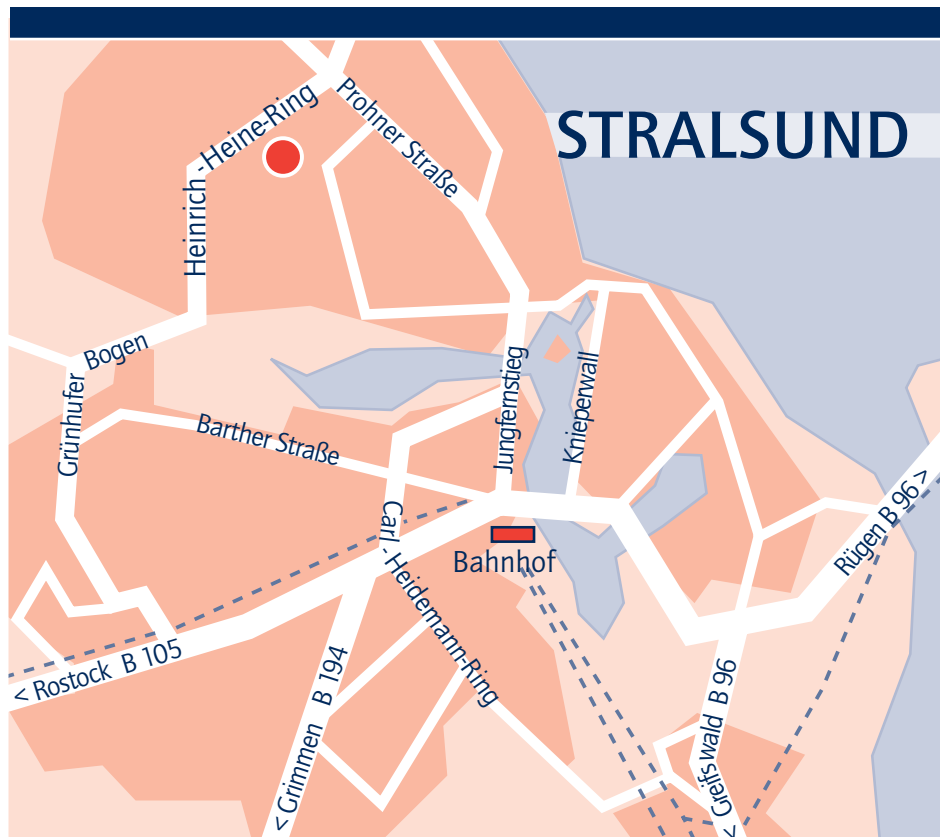 STRALSUND
Heinrich - Heine-Ring
Prohner Straße
Grünhufer Bogen
Barther Straße
Jungfernstieg
Knieperwall
Carl - Heidemann-Ring
Bahnhof
Rügen B 96 >
< Rostock B 105
< Grimmen B 194
< Greifswald B 96